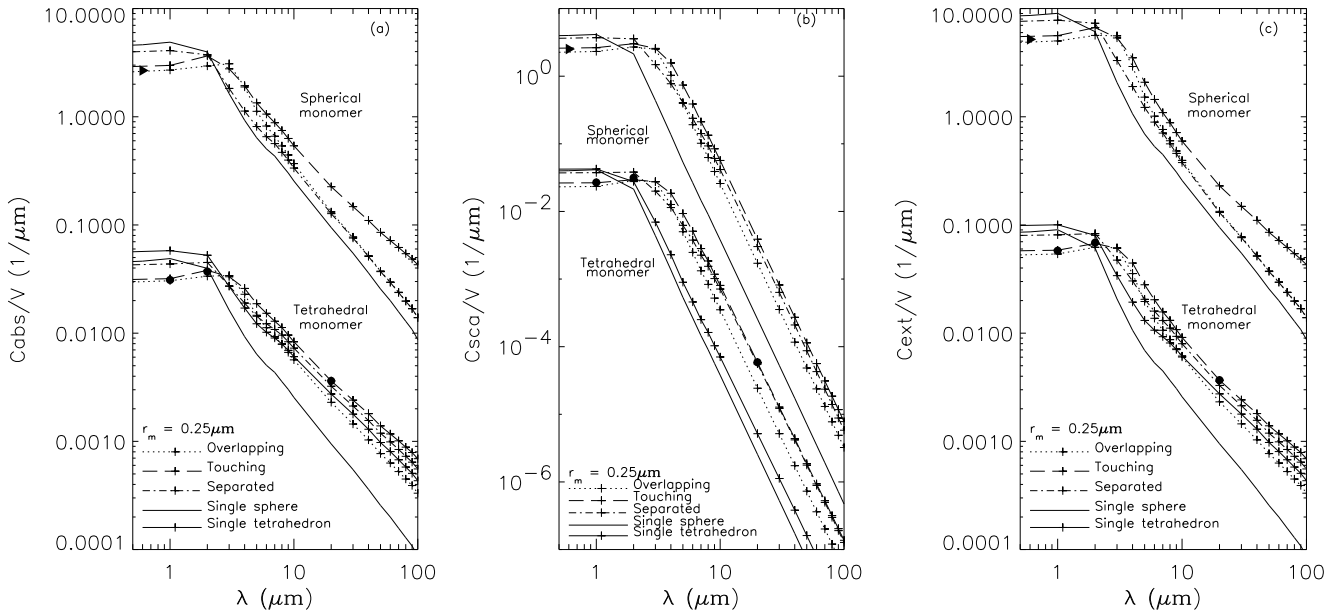 (a)
Cabs/V (1/μm)
10.0000
1.0000
0.1000
0.0100
0.0010
0.0001
Spherical
monomer
Tetrahedral
monomer
r_m = 0.25μm
Overlapping
Touching
Separated
Single sphere
Single tetrahedron
1
10
100
λ (μm)
(b)
Csca/V (1/μm)
10^0
10^-2
10^-4
10^-6
Spherical
monomer
Tetrahedral
monomer
r_m = 0.25μm
Overlapping
Touching
Separated
Single sphere
Single tetrahedron
1
10
100
λ (μm)
(c)
Cext/V (1/μm)
10.0000
1.0000
0.1000
0.0100
0.0010
0.0001
Spherical
monomer
Tetrahedral
monomer
r_m = 0.25μm
Overlapping
Touching
Separated
Single sphere
Single tetrahedron
1
10
100
λ (μm)